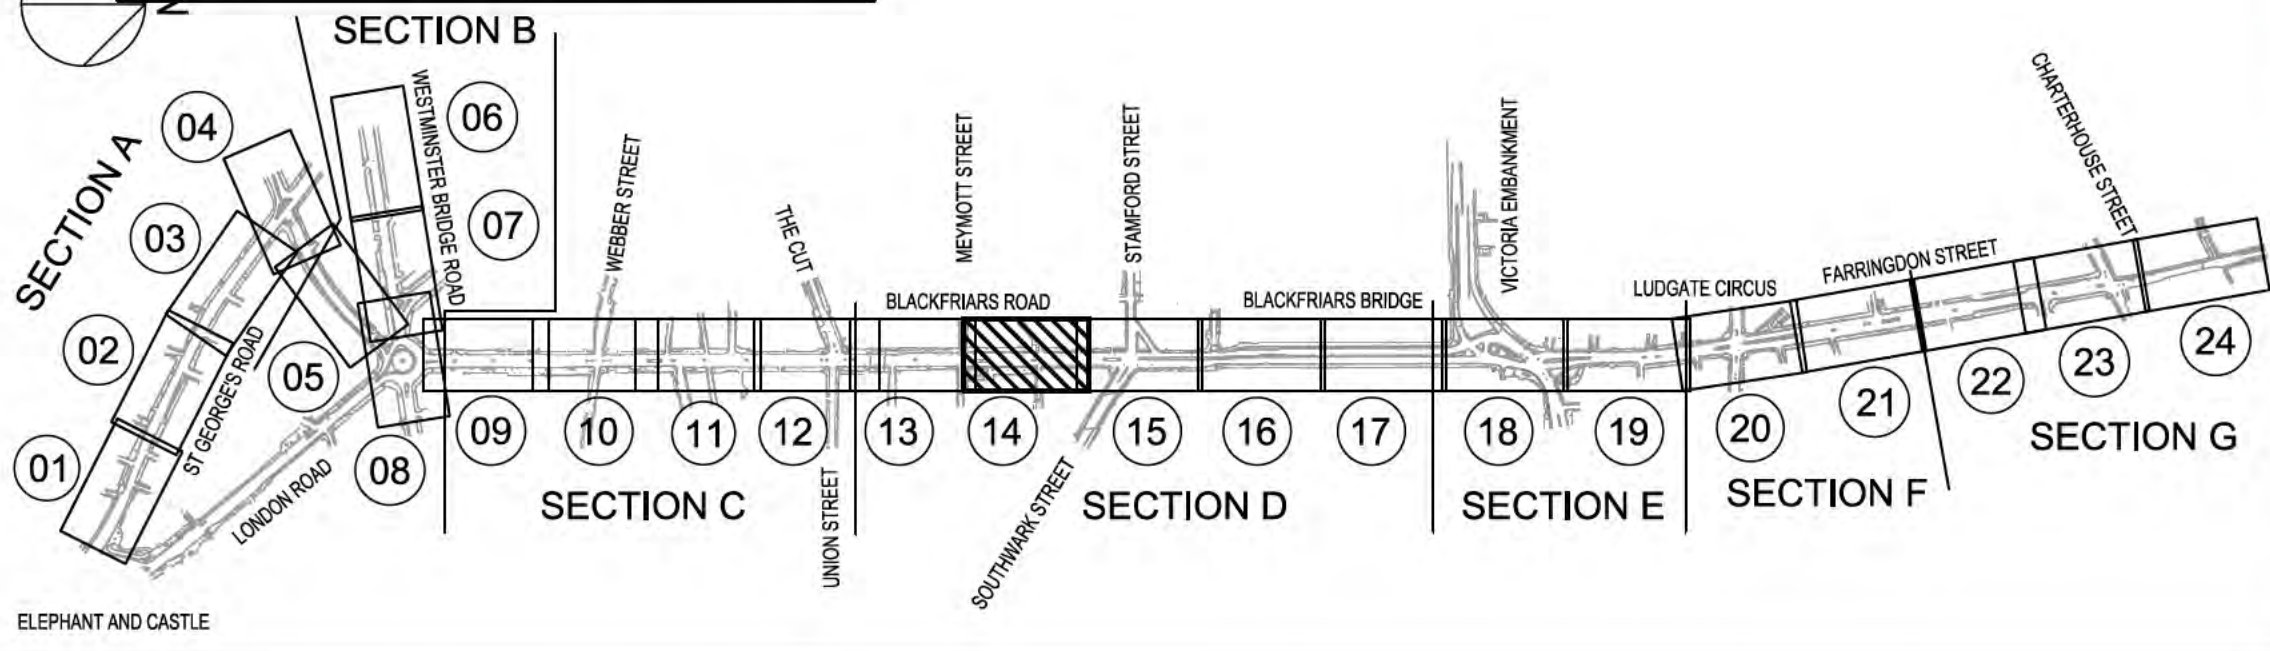 N
SECTION B
SECTION A
04
06
WESTMINSTER BRIDGE ROAD
03
07
02
ST GEORGE'S ROAD
05
01
LONDON ROAD
08
ELEPHANT AND CASTLE
WEBBER STREET
THE CUT
MEYMOTT STREET
STAMFORD STREET
VICTORIA EMBANKMENT
CHARTERHOUSE STREET
BLACKFRIARS ROAD
BLACKFRIARS BRIDGE
LUDGATE CIRCUS
FARRINGDON STREET
09
10
11
12
13
14
15
16
17
18
19
20
21
22
23
24
UNION STREET
SOUTHWARK STREET
SECTION C
SECTION D
SECTION E
SECTION F
SECTION G